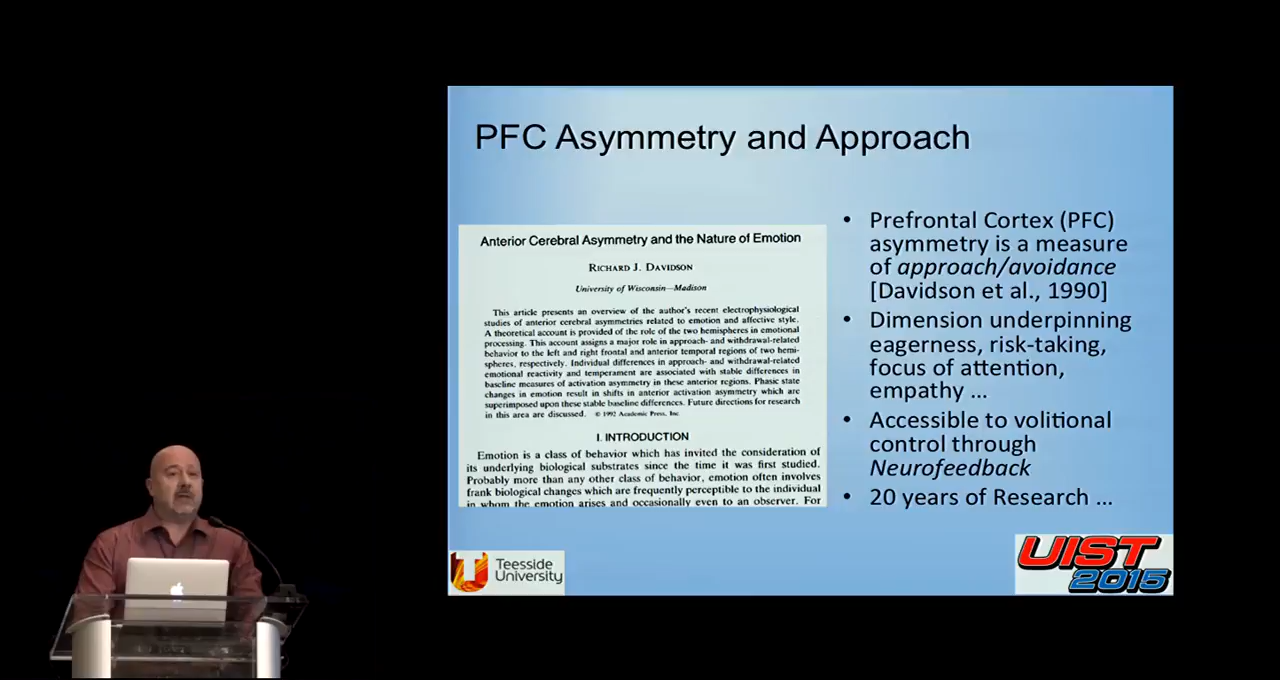 PFC Asymmetry and Approach
Anterior Cerebral Asymmetry and the Nature of Emotion
RICHARD J. DAVIDSON
University of Wisconsin—Madison
This article presents an overview of the author's recent electrophysiological
studies of anterior cerebral asymmetries related to emotion and affective style.
A theoretical account is provided of the role of the two hemispheres in emotional
processing. This account assigns a major role in approach- and withdrawal-related
behavior to the left and right frontal and anterior temporal regions of two hemi-
spheres, respectively. Individual differences in approach- and withdrawal-related
emotional reactivity and temperament are associated with stable differences in
baseline measures of activation asymmetry in these anterior regions. Phasic state
changes in emotion result in shifts in anterior activation asymmetry which are
superimposed upon these stable baseline differences. Future directions for research
in this area are discussed. © 1992 Academic Press, Inc.
I. INTRODUCTION
Emotion is a class of behavior which has invited the consideration of
its underlying biological substrates since the time it was first studied.
Probably more than any other class of behavior, emotion often involves
frank biological changes which are frequently perceptible to the individual
in whom the emotion arises and occasionally even to an observer. For
• Prefrontal Cortex (PFC)
asymmetry is a measure
of approach/avoidance
[Davidson et al., 1990]
• Dimension underpinning
eagerness, risk-taking,
focus of attention,
empathy ...
• Accessible to volitional
control through
Neurofeedback
• 20 years of Research ...
Teesside
University
UIST
2015